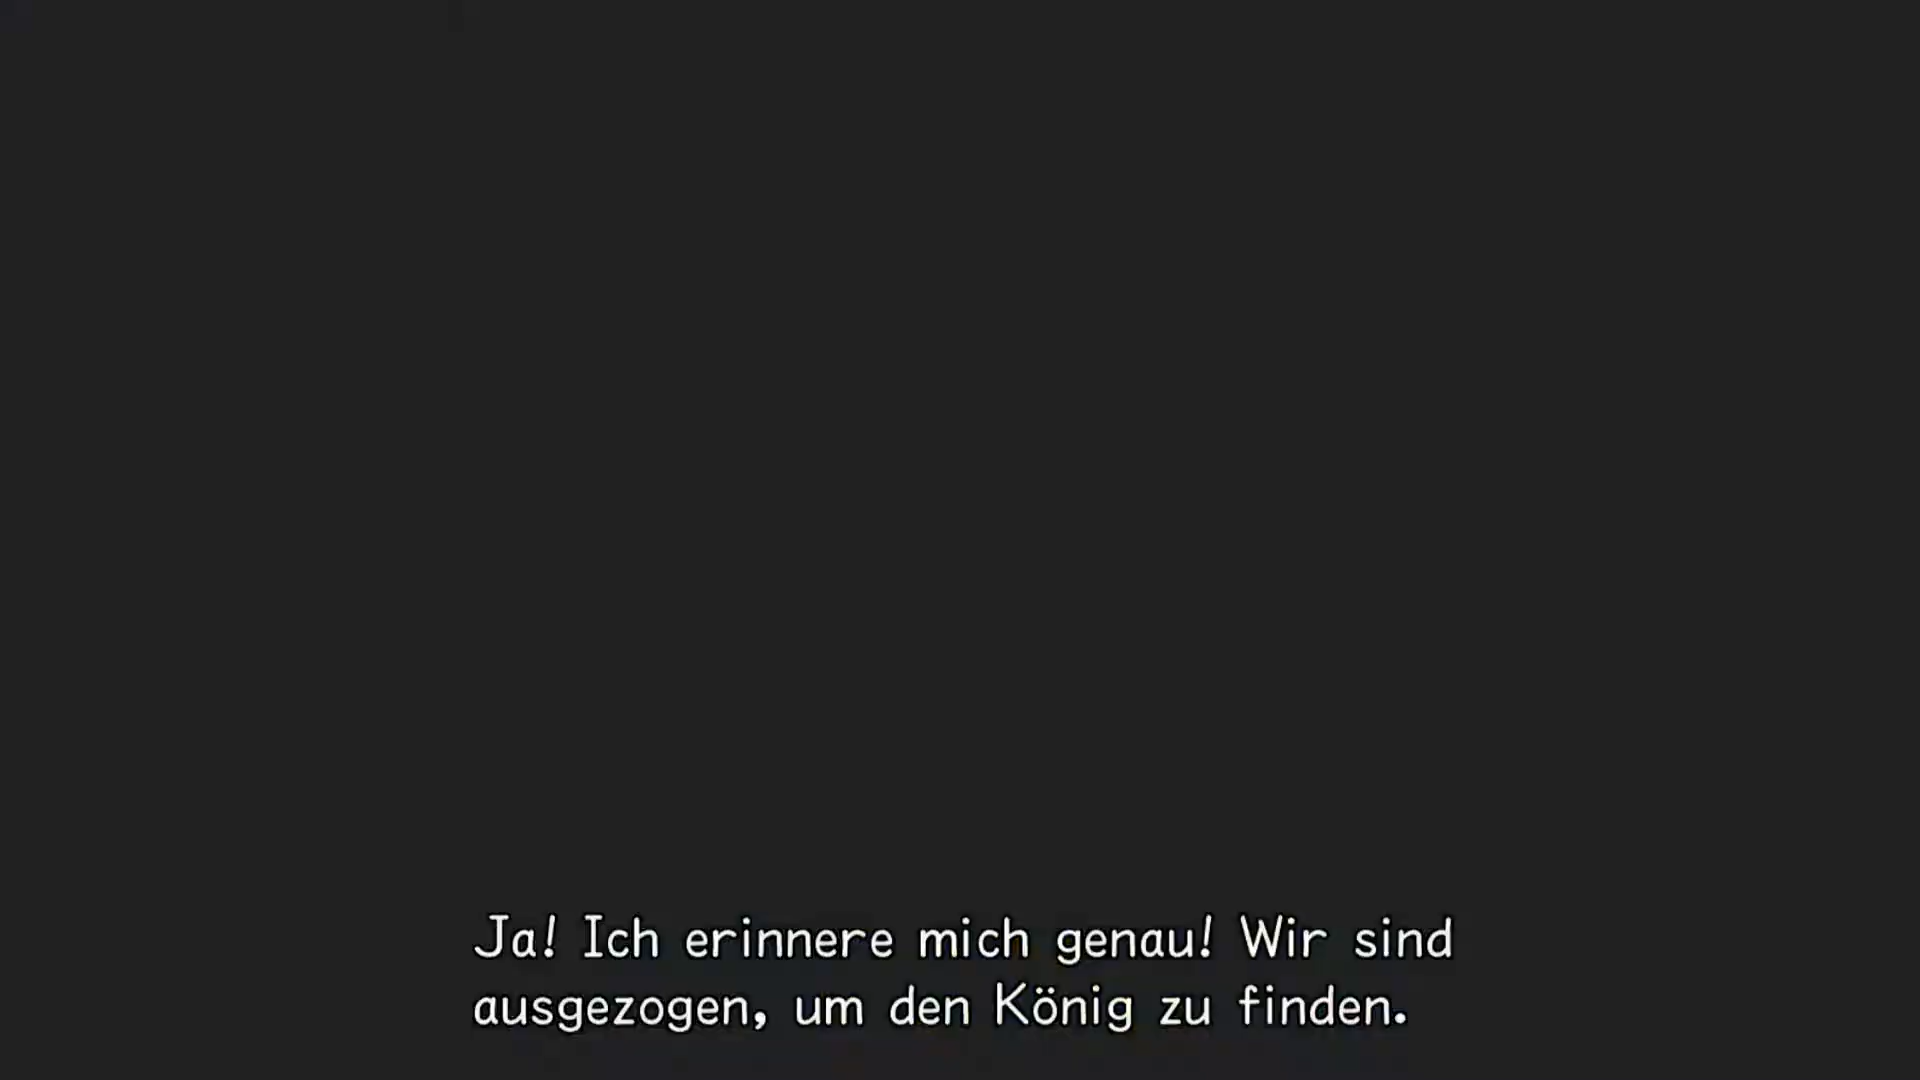 Ja! Ich erinnere mich genau! Wir sind
ausgezogen, um den König zu finden.